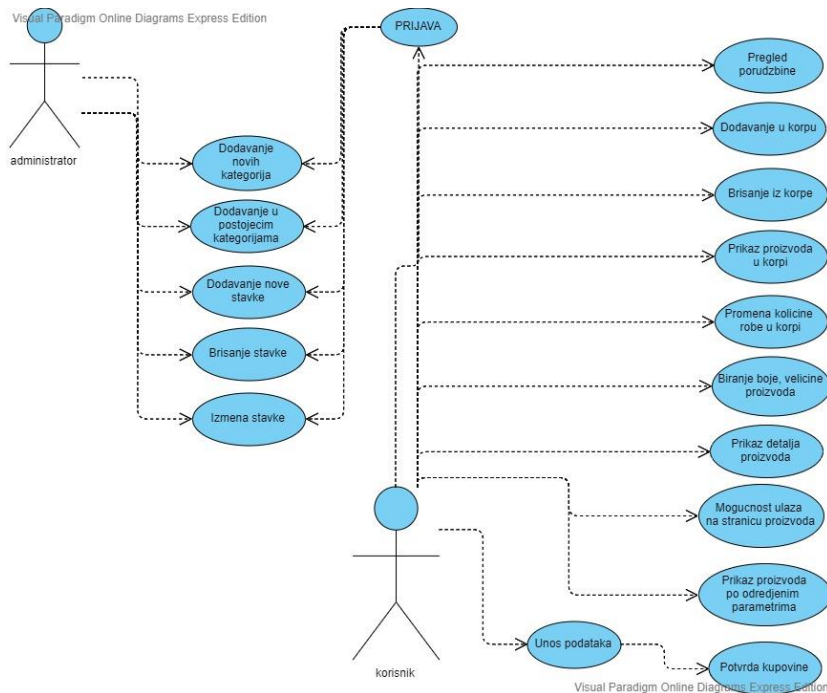 Visual Paradigm Online Diagrams Express Edition
PRIJAVA
administrator
Dodavanje
novih
kategorija
Dodavanje u
postojecim
kategorijama
Dodavanje nove
stavke
Brisanje stavke
Izmena stavke
Pregled
porudzbine
Dodavanje u korpu
Brisanje iz korpe
Prikaz proizvoda
u korpi
Promena kolicine
robe u korpi
Biranje boje, velicine
proizvoda
Prikaz detalja
proizvoda
Mogucnost ulaza
na stranicu proizvoda
Prikaz proizvoda
po odredjenim
parametrima
korisnik
Unos podataka
Potvrda kupovine
Visual Paradigm Online Diagrams Express Edition